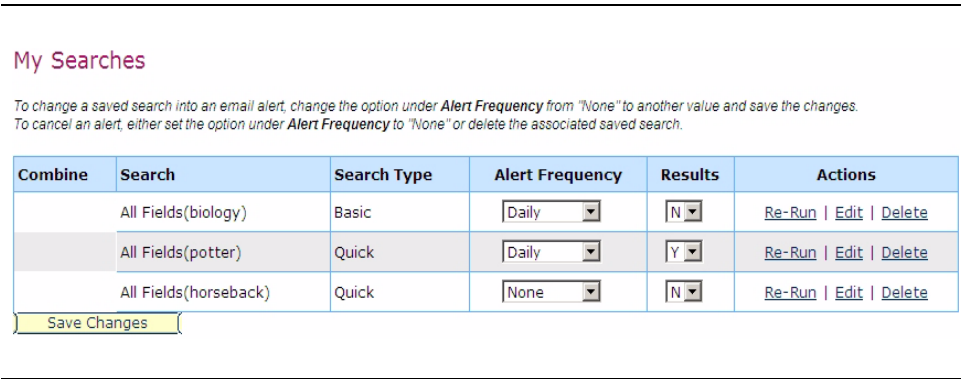 My Searches
To change a saved search into an email alert, change the option under Alert Frequency from "None" to another value and save the changes.
To cancel an alert, either set the option under Alert Frequency to "None" or delete the associated saved search.
Combine Search Search Type Alert Frequency Results Actions
All Fields(biology) Basic Daily N Re-Run | Edit | Delete
All Fields(potter) Quick Daily Y Re-Run | Edit | Delete
All Fields(horseback) Quick None N Re-Run | Edit | Delete
Save Changes